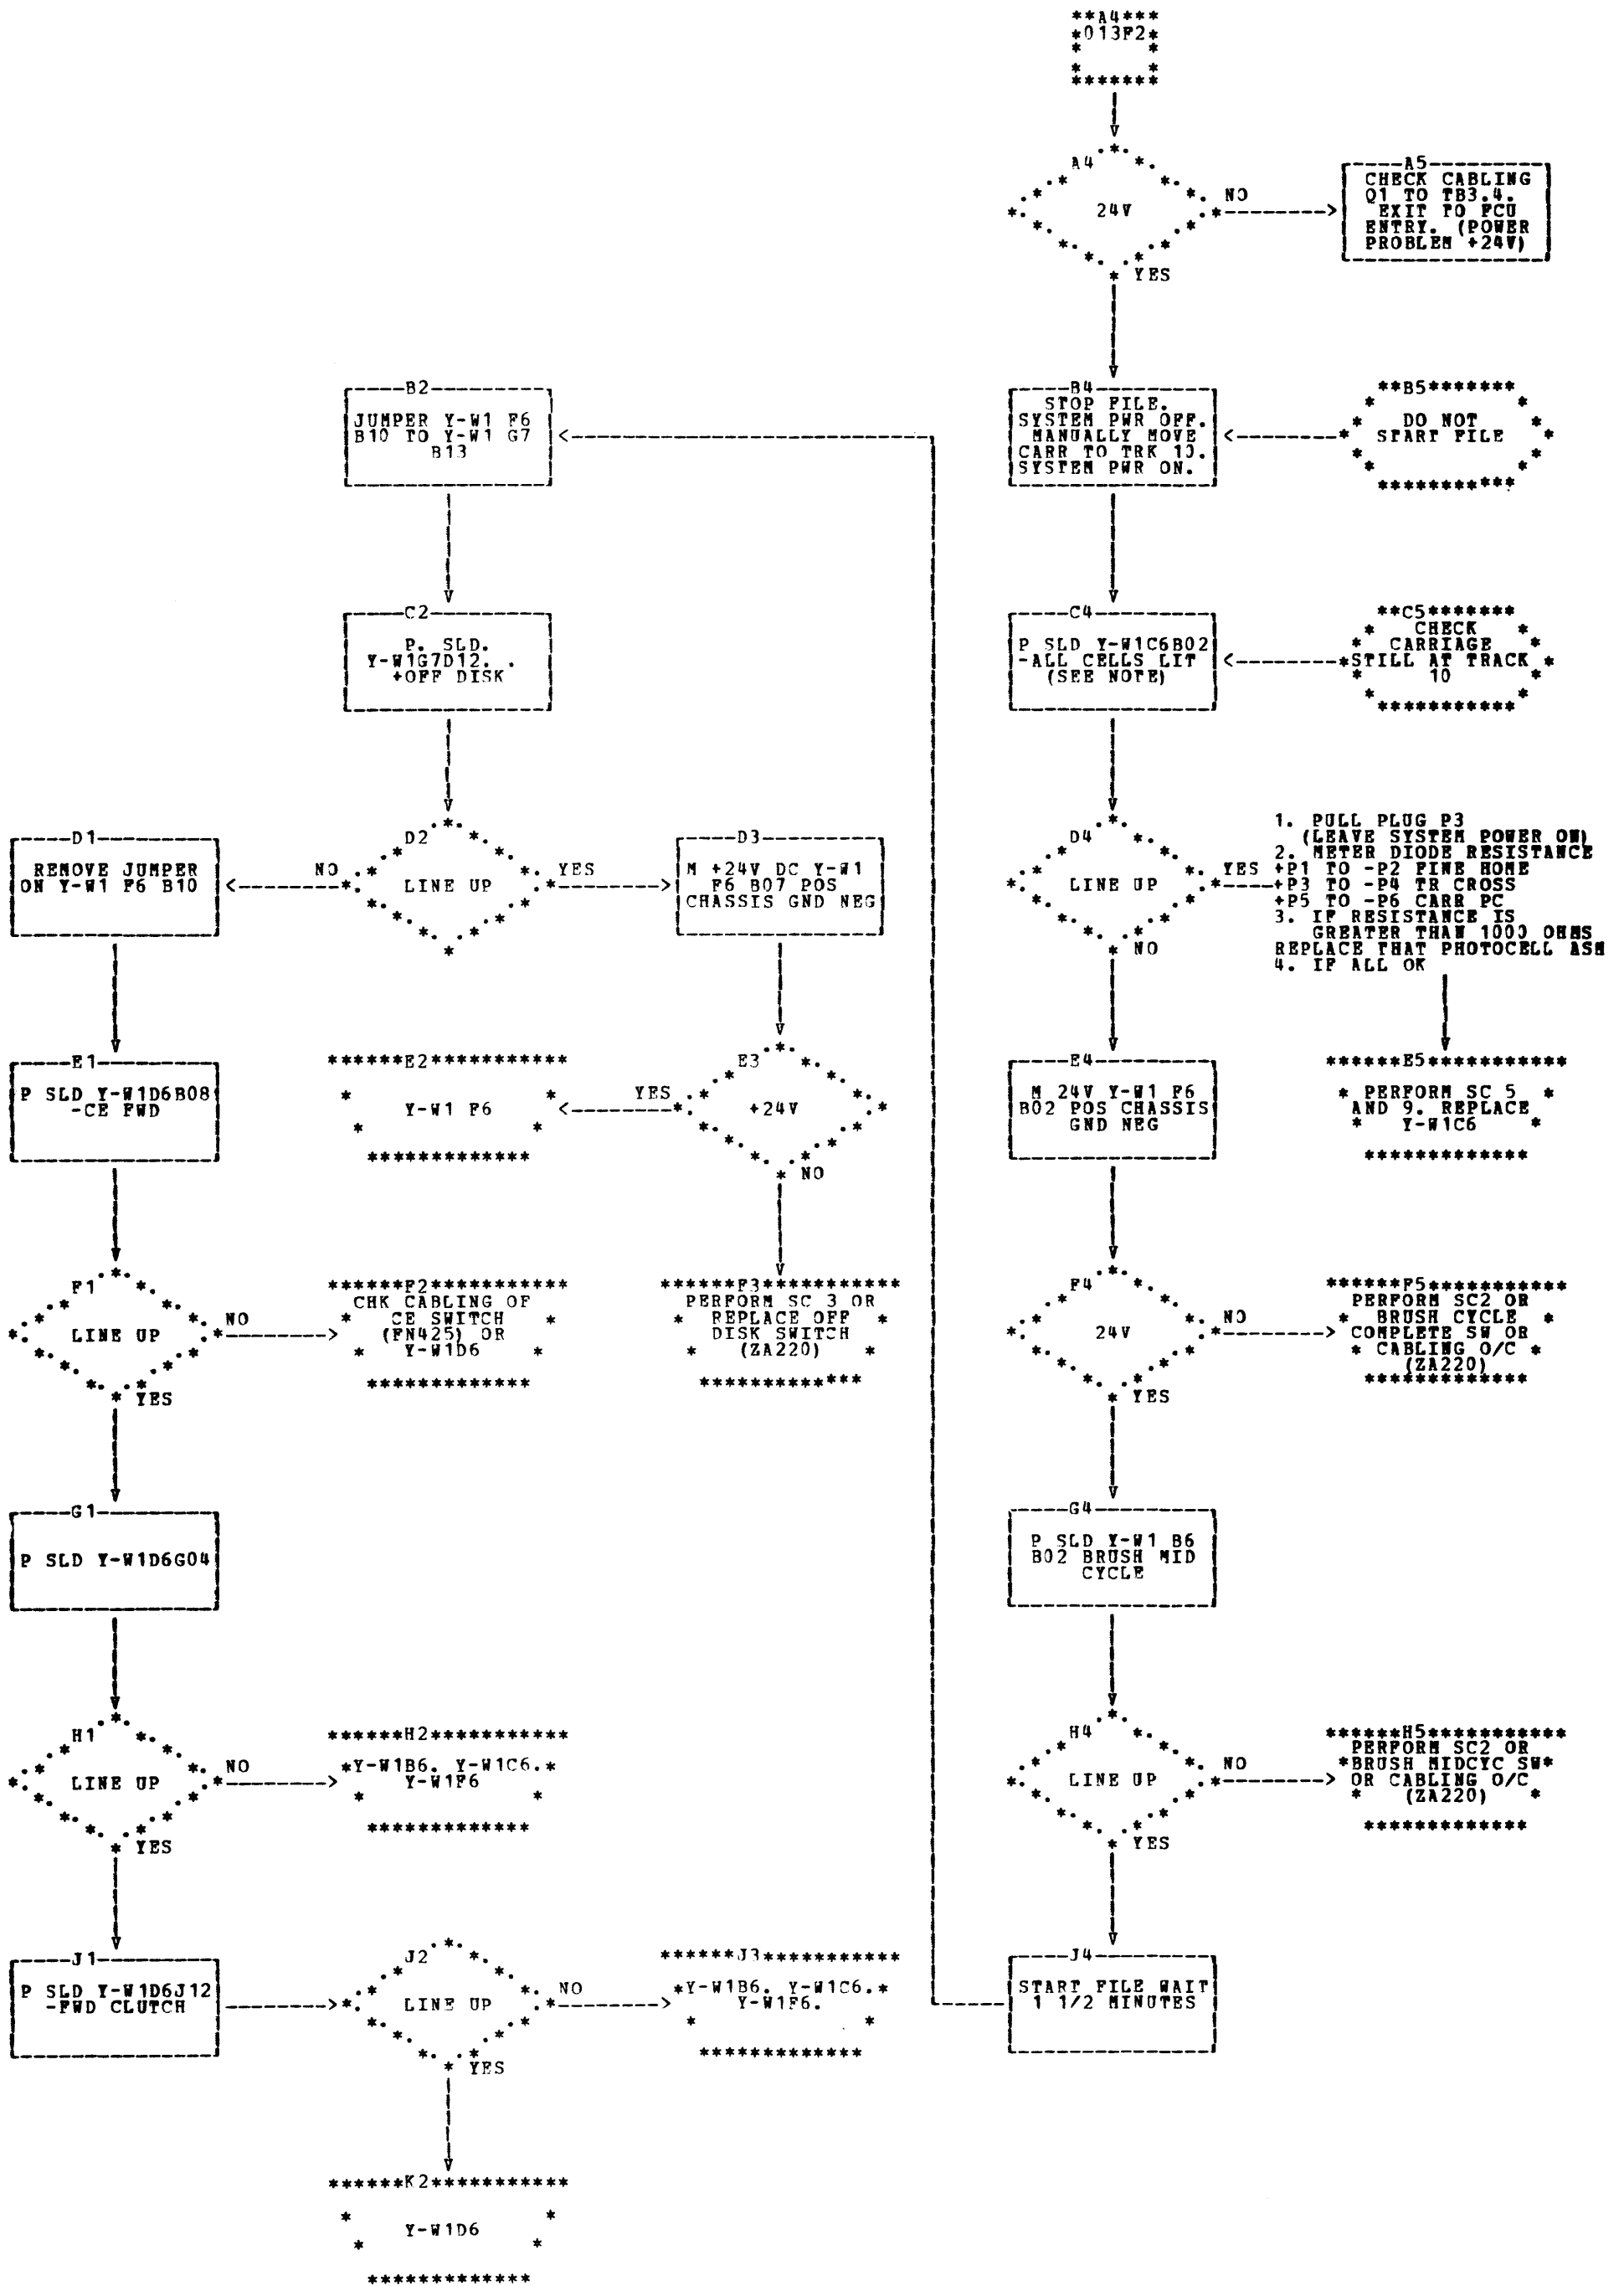 **A4***
*013F2*
A4
24V
NO
YES
A5
CHECK CABLING
Q1 TO TB3.4.
EXIT TO PCU
ENTRY. (POWER
PROBLEM +24V)
B2
JUMPER Y-W1 F6
B10 TO Y-W1 G7
B13
B4
STOP FILE.
SYSTEM PWR OFF.
MANUALLY MOVE
CARR TO TRK 10.
SYSTEM PWR ON.
**B5*******
DO NOT
START FILE
C2
P. SLD.
Y-W1G7D12. .
+OFF DISK
C4
P SLD Y-W1C6B02
-ALL CELLS LIT
(SEE NOTE)
**C5*******
CHECK
CARRIAGE
*STILL AT TRACK *
10
D1
REMOVE JUMPER
ON Y-W1 F6 B10
NO
D2
LINE UP
YES
D3
M +24V DC Y-W1
F6 B07 POS
CHASSIS GND NEG
D4
LINE UP
YES
NO
1. PULL PLUG P3
(LEAVE SYSTEM POWER ON)
2. METER DIODE RESISTANCE
+P1 TO -P2 FINE HOME
+P3 TO -P4 TR CROSS
+P5 TO -P6 CARR PC
3. IF RESISTANCE IS
GREATER THAN 1000 OHMS
REPLACE THAT PHOTOCELL ASM
4. IF ALL OK
E1
P SLD Y-W1D6B08
-CE FWD
******E2***********
Y-W1 F6
YES
E3
+24V
NO
E4
M 24V Y-W1 F6
B02 POS CHASSIS
GND NEG
******E5***********
* PERFORM SC 5 *
AND 9. REPLACE
* Y-W1C6 *
F1
LINE UP
NO
YES
******F2***********
CHK CABLING OF
* CE SWITCH *
(FN425) OR
* Y-W1D6 *
******F3***********
PERFORM SC 3 OR
* REPLACE OFF *
DISK SWITCH
* (ZA220) *
F4
24V
NO
YES
******F5***********
PERFORM SC2 OR
* BRUSH CYCLE *
COMPLETE SW OR
* CABLING O/C *
(ZA220)
G1
P SLD Y-W1D6G04
G4
P SLD Y-W1 B6
B02 BRUSH MID
CYCLE
H1
LINE UP
NO
YES
******H2***********
*Y-W1B6. Y-W1C6.*
Y-W1F6
H4
LINE UP
NO
YES
******H5***********
PERFORM SC2 OR
*BRUSH MIDCYC SW*
OR CABLING O/C
* (ZA220) *
J1
P SLD Y-W1D6J12
-FWD CLUTCH
J2
LINE UP
NO
YES
******J3***********
*Y-W1B6. Y-W1C6.*
Y-W1F6.
J4
START FILE WAIT
1 1/2 MINUTES
******K2***********
Y-W1D6